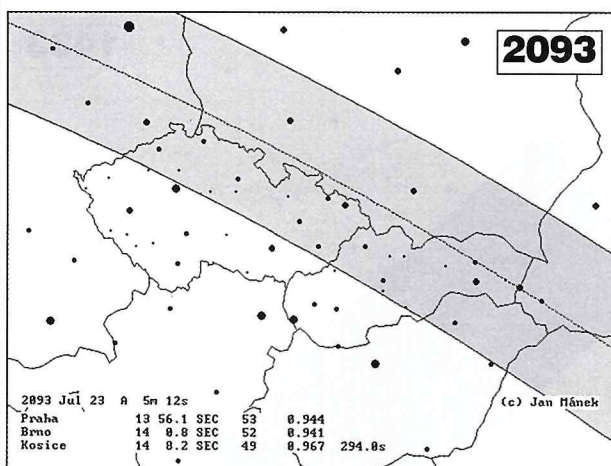 2093
(c) Jan Mánek
2093 Jul 23 A 5m 12s
Praha 13 56.1 SEC 53 0.944
Brno 14 0.8 SEC 52 0.941
Kosice 14 8.2 SEC 49 0.967 294.0s